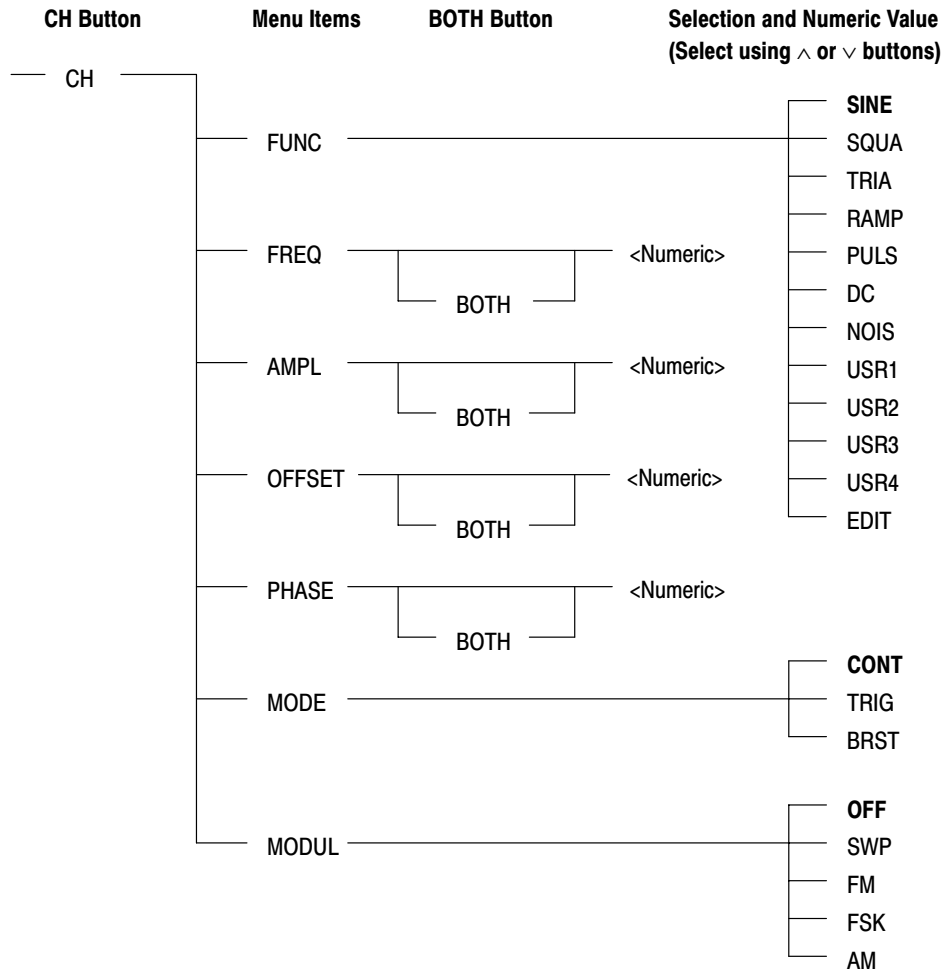 CH Button Menu Items BOTH Button Selection and Numeric Value
(Select using ∧ or ∨ buttons)
CH
SINE
FUNC SQUA
TRIA
RAMP
FREQ <Numeric> PULS
BOTH DC
NOIS
AMPL <Numeric> USR1
BOTH USR2
USR3
OFFSET <Numeric> USR4
BOTH EDIT
PHASE <Numeric>
BOTH
CONT
MODE TRIG
BRST
OFF
MODUL SWP
FM
FSK
AM